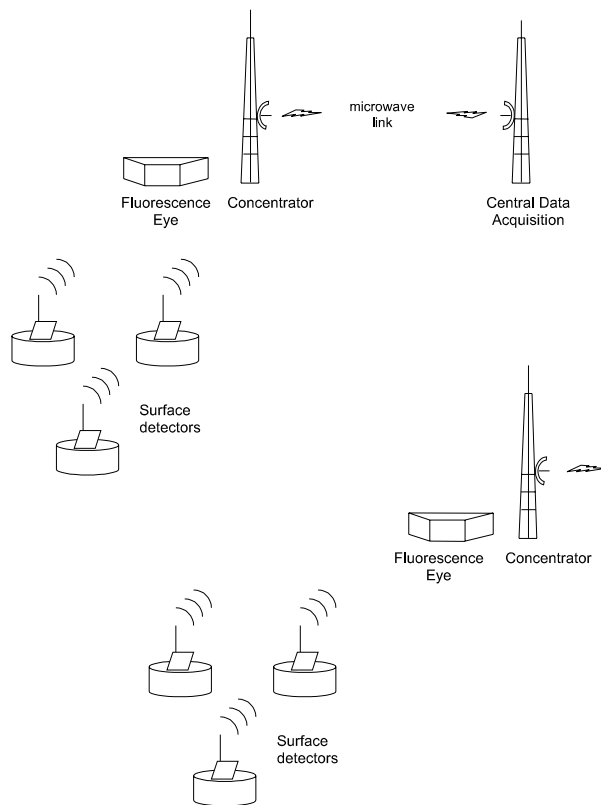 microwave
link
Fluorescence
Eye
Concentrator
Central Data
Acquisition
Surface
detectors
Fluorescence
Eye
Concentrator
Surface
detectors